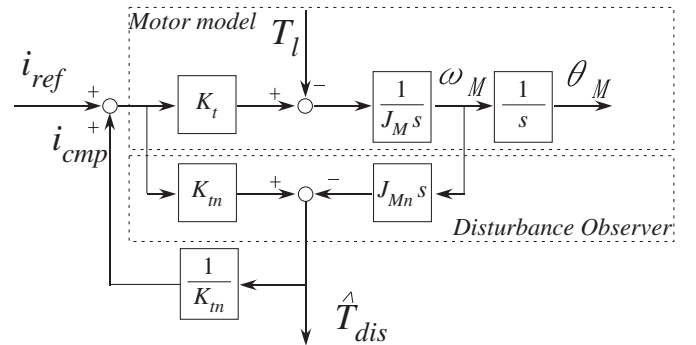 Motor model
T_l
i_ref
+
+
i_cmp
K_t
+
−
1
J_M s
ω_M
1
s
θ_M
K_tn
+
−
J_Mn s
Disturbance Observer
1
K_tn
T̂_dis